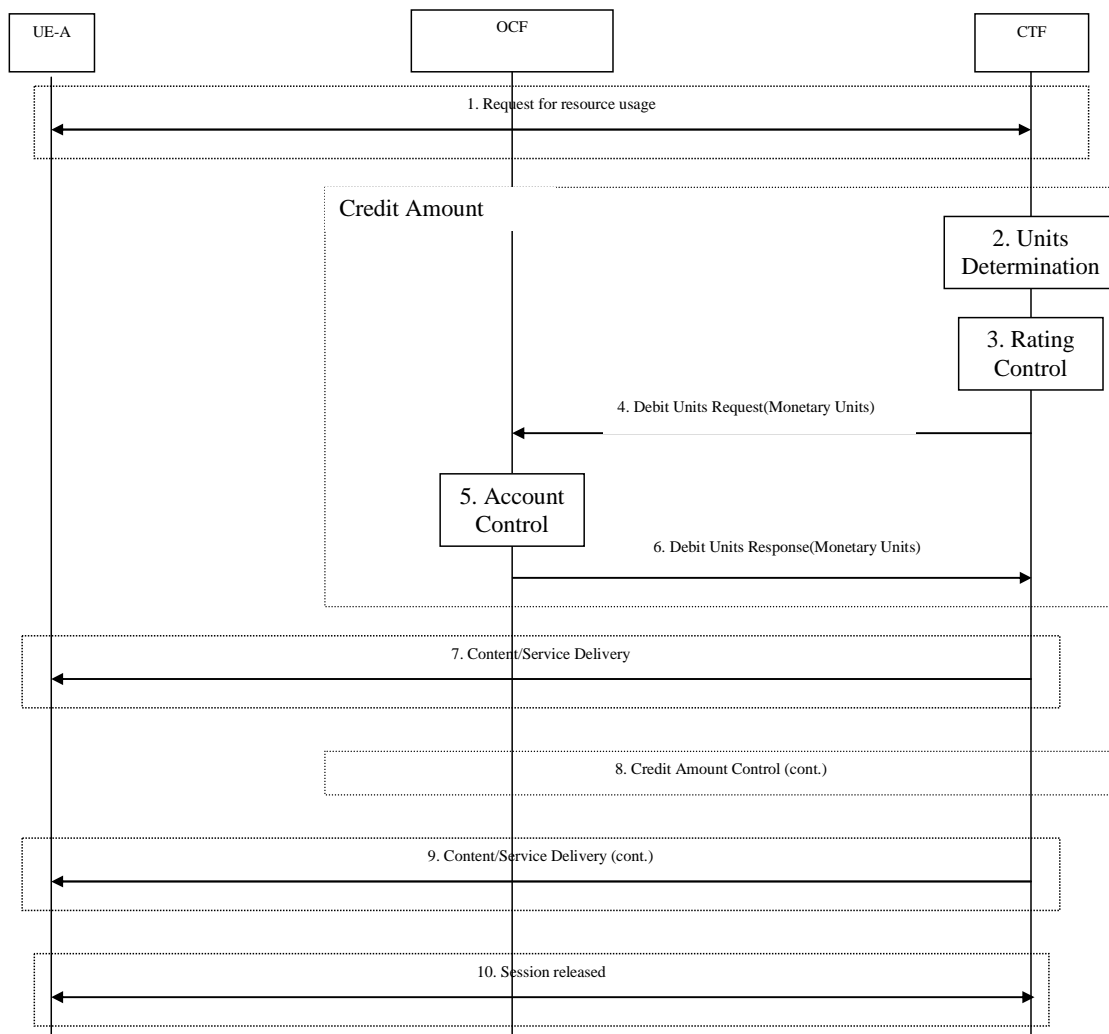 UE-A
OCF
CTF
1. Request for resource usage
Credit Amount
2. Units
Determination
3. Rating
Control
4. Debit Units Request(Monetary Units)
5. Account
Control
6. Debit Units Response(Monetary Units)
7. Content/Service Delivery
8. Credit Amount Control (cont.)
9. Content/Service Delivery (cont.)
10. Session released